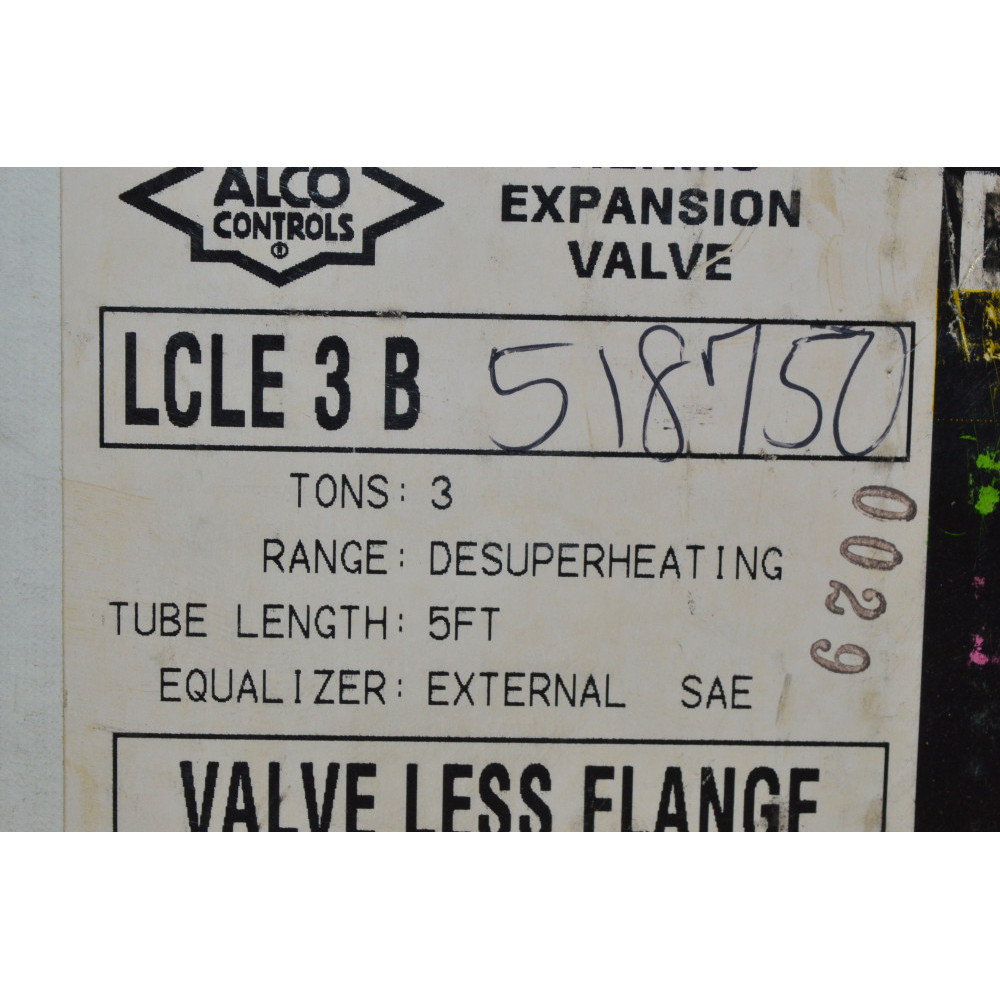 ALCO
CONTROLS
EXPANSION
VALVE
LCLE 3 B 518750
TONS: 3
RANGE: DESUPERHEATING
TUBE LENGTH: 5FT
EQUALIZER: EXTERNAL SAE
0029
VALVE LESS FLANGE